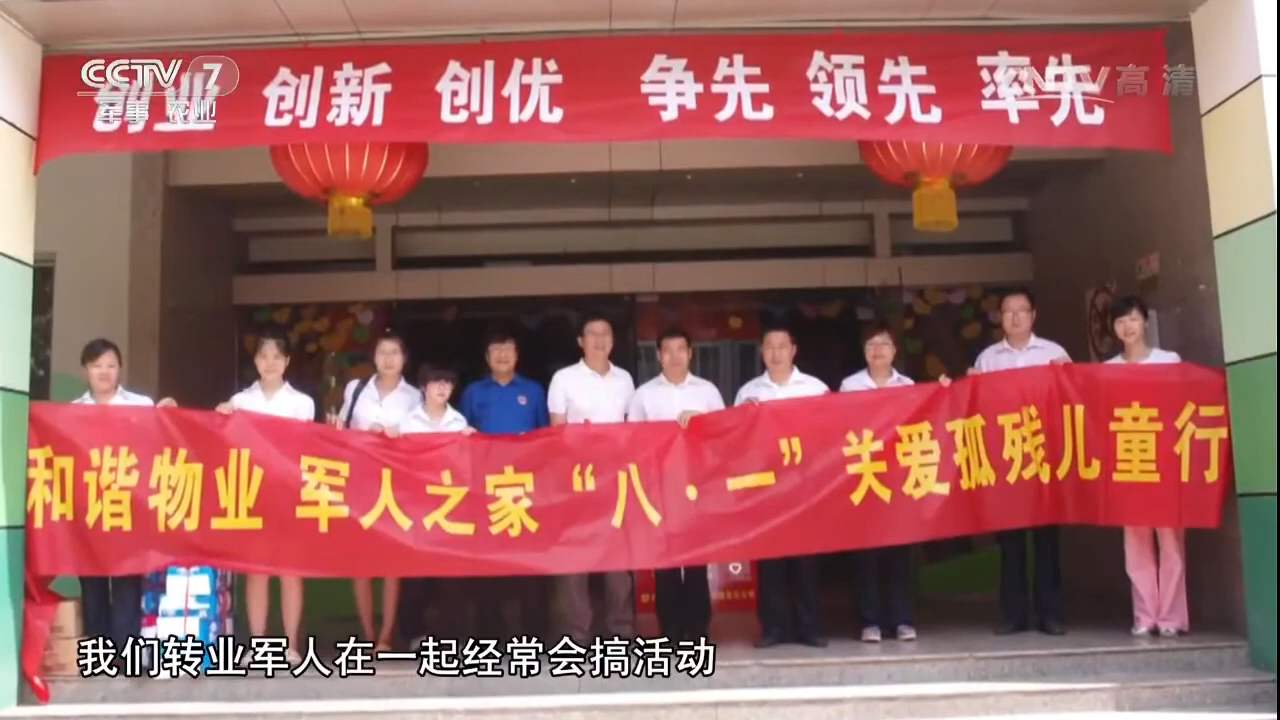 创业 创新 创优 争先 领先 率先
CCTV 7
军事 农业
CNTV高清
和谐物业 军人之家 “八·一” 关爱孤残儿童行
我们转业军人在一起经常会搞活动